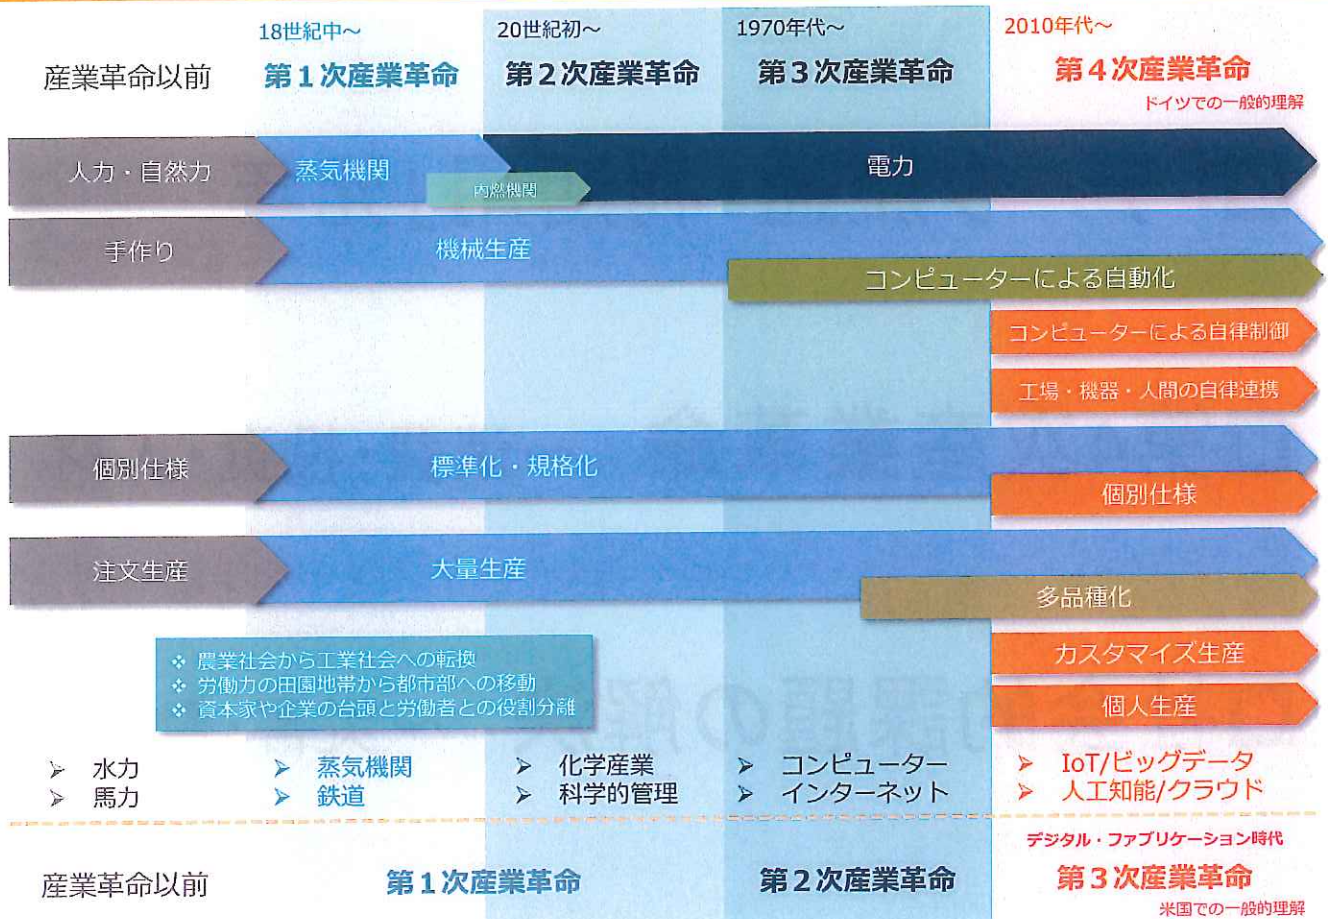 18世紀中～
20世紀初～
1970年代～
2010年代～
産業革命以前
第１次産業革命
第２次産業革命
第３次産業革命
第４次産業革命
ドイツでの一般的理解
人力・自然力
蒸気機関
内燃機関
電力
手作り
機械生産
コンピューターによる自動化
コンピューターによる自律制御
工場・機器・人間の自律連携
個別仕様
標準化・規格化
個別仕様
注文生産
大量生産
多品種化
カスタマイズ生産
個人生産
❖ 農業社会から工業社会への転換
❖ 労働力の田園地帯から都市部への移動
❖ 資本家や企業の台頭と労働者との役割分離
➢ 水力
➢ 馬力
➢ 蒸気機関
➢ 鉄道
➢ 化学産業
➢ 科学的管理
➢ コンピューター
➢ インターネット
➢ IoT/ビッグデータ
➢ 人工知能/クラウド
産業革命以前
第１次産業革命
第２次産業革命
デジタル・ファブリケーション時代
第３次産業革命
米国での一般的理解